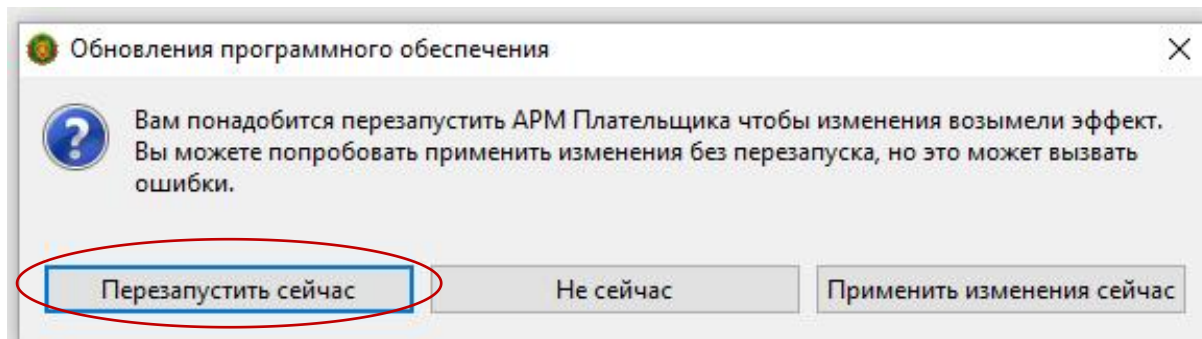 Обновления программного обеспечения
Вам понадобится перезапустить АРМ Плательщика чтобы изменения возымели эффект.
Вы можете попробовать применить изменения без перезапуска, но это может вызвать
ошибки.
Перезапустить сейчас
Не сейчас
Применить изменения сейчас